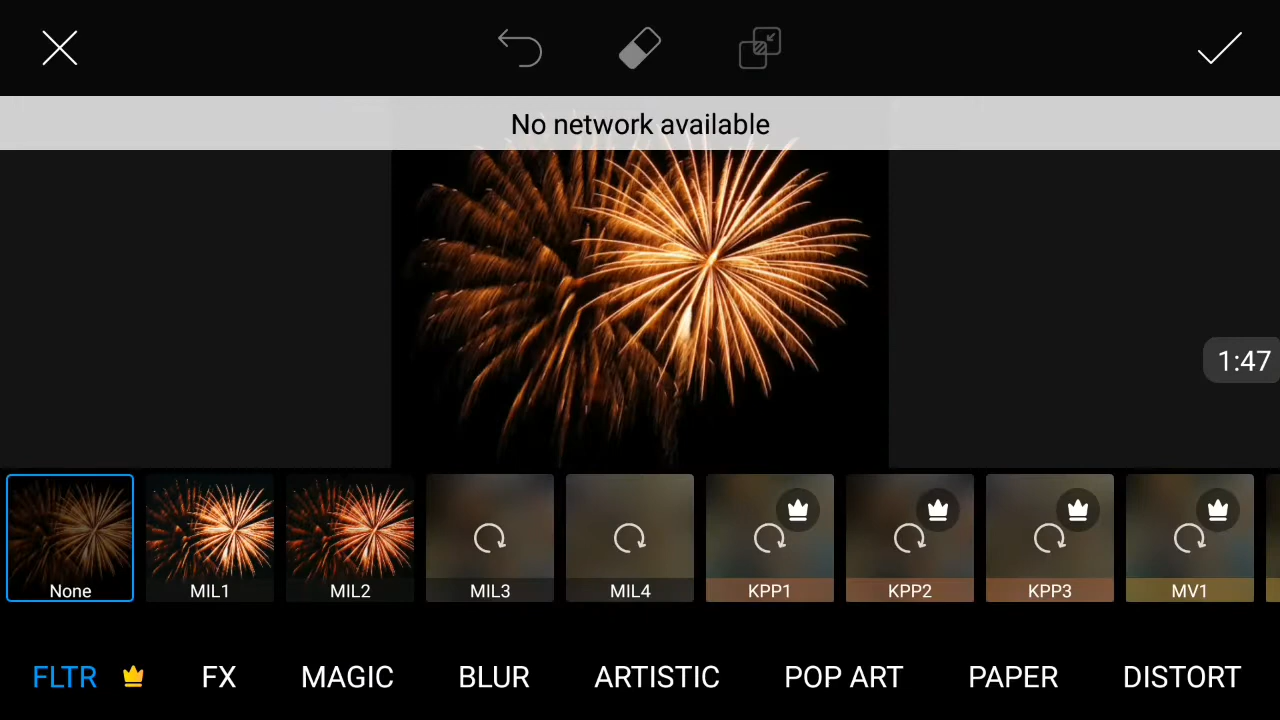 No network available
1:47
None MIL1 MIL2 MIL3 MIL4 KPP1 KPP2 KPP3 MV1
FLTR FX MAGIC BLUR ARTISTIC POP ART PAPER DISTORT